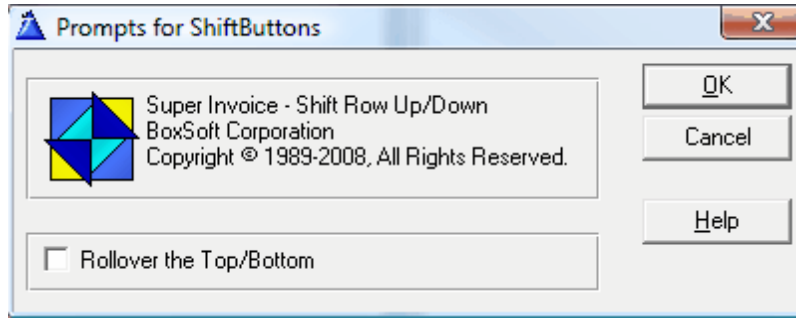 Prompts for ShiftButtons
Super Invoice - Shift Row Up/Down
BoxSoft Corporation
Copyright © 1989-2008, All Rights Reserved.
Rollover the Top/Bottom
OK
Cancel
Help